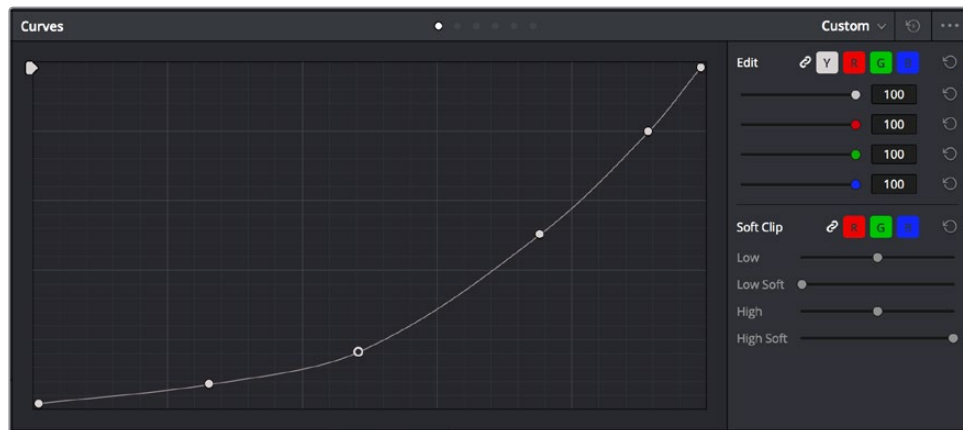 Curves
Custom
Edit Y R G B
100
100
100
100
Soft Clip R G B
Low
Low Soft
High
High Soft